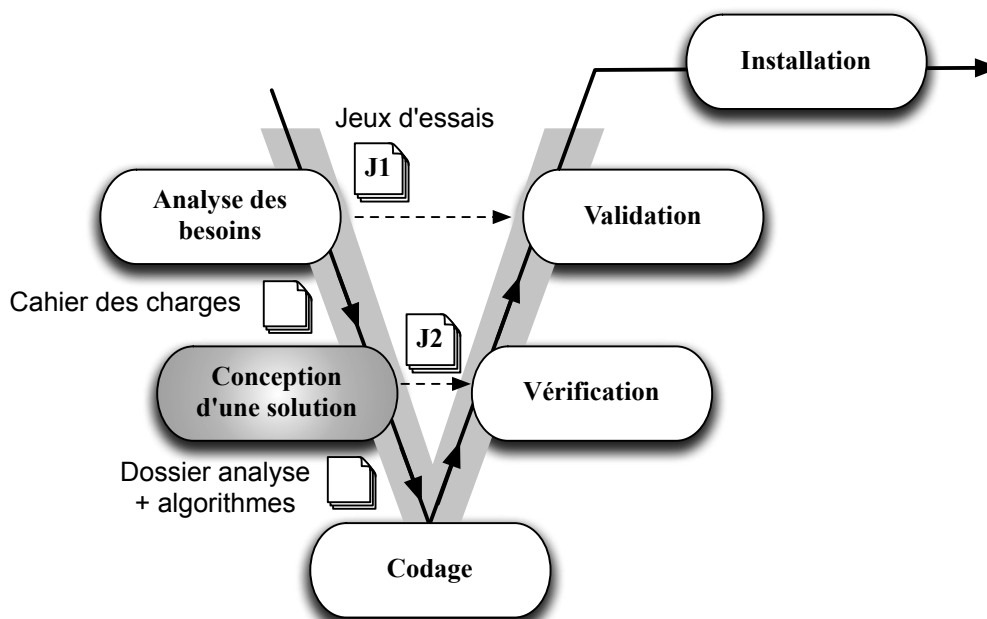 Installation
Jeux d'essais
J1
Analyse des
besoins
Validation
Cahier des charges
J2
Conception
d'une solution
Vérification
Dossier analyse
+ algorithmes
Codage